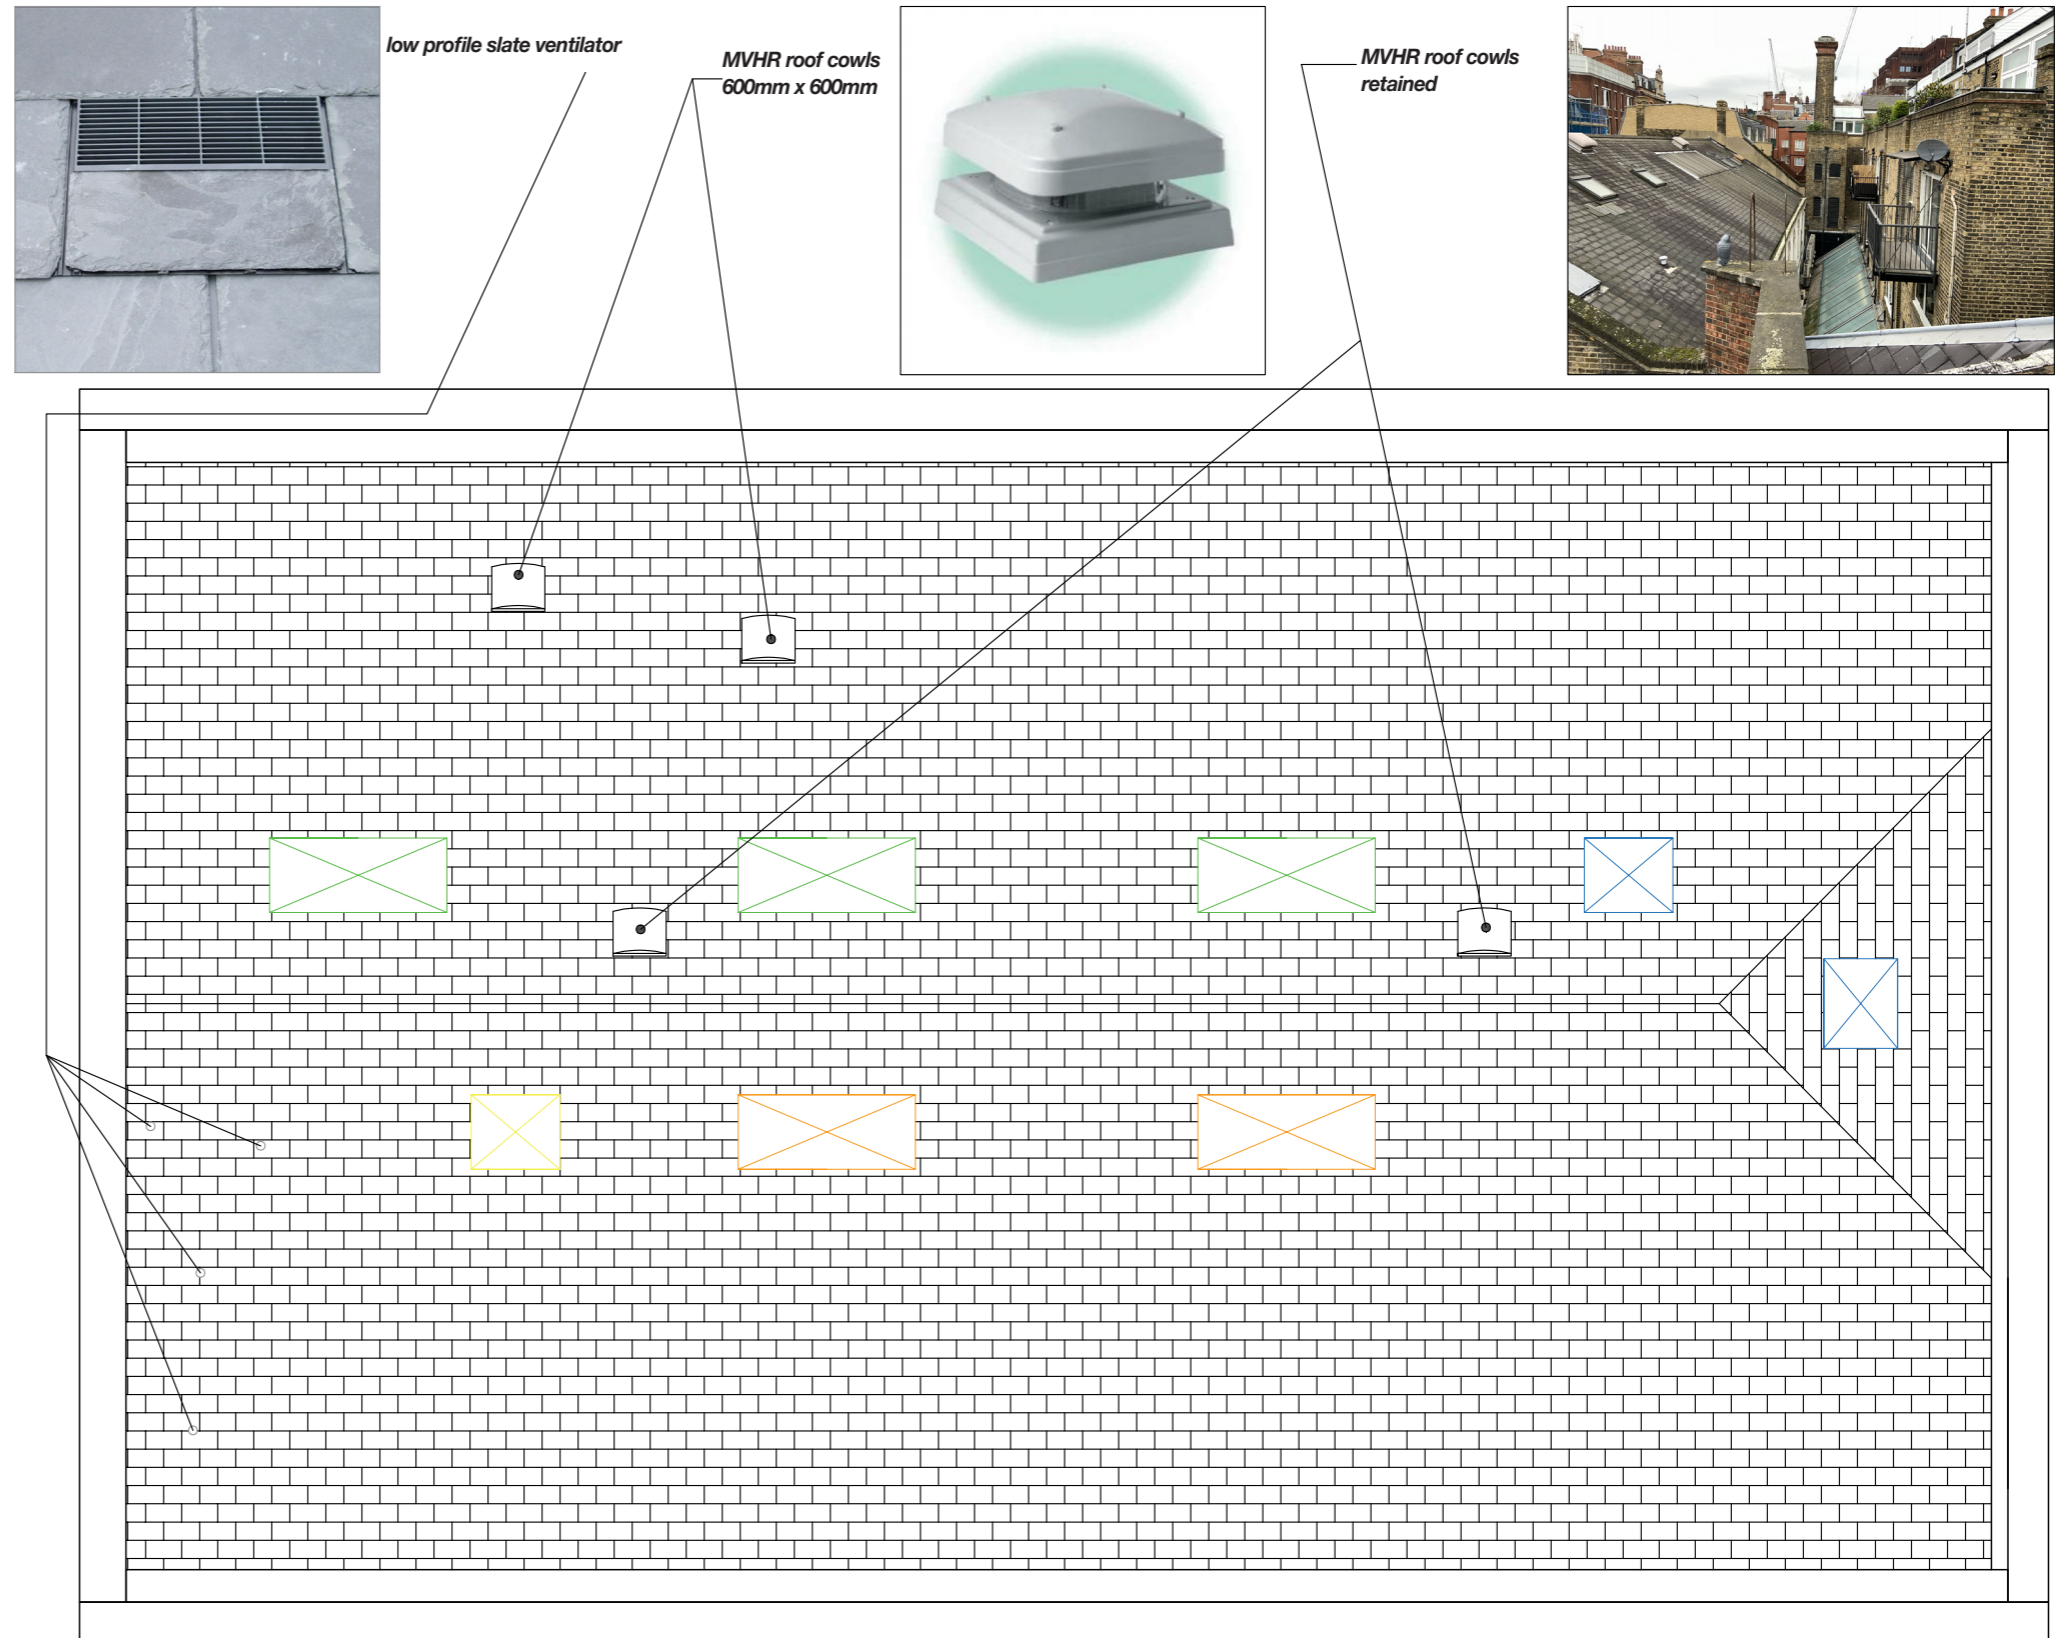 low profile slate ventilator
MVHR roof cowls
600mm x 600mm
MVHR roof cowls
retained